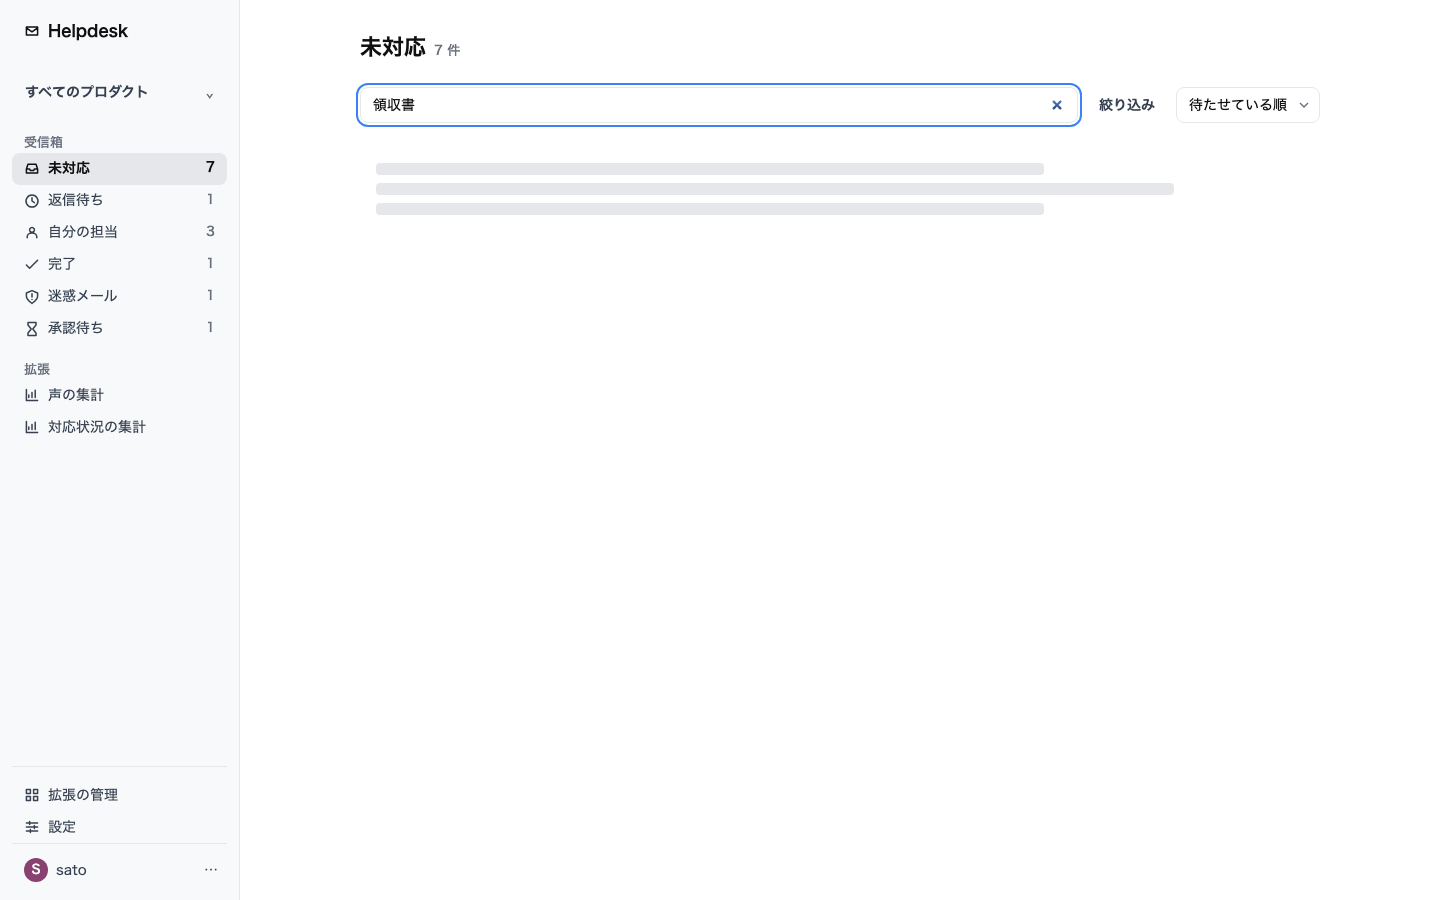 Helpdesk
すべてのプロダクト
受信箱
未対応 7
返信待ち 1
自分の担当 3
完了 1
迷惑メール 1
承認待ち 1
拡張
声の集計
対応状況の集計
拡張の管理
設定
S sato
未対応 7 件
領収書
絞り込み
待たせている順